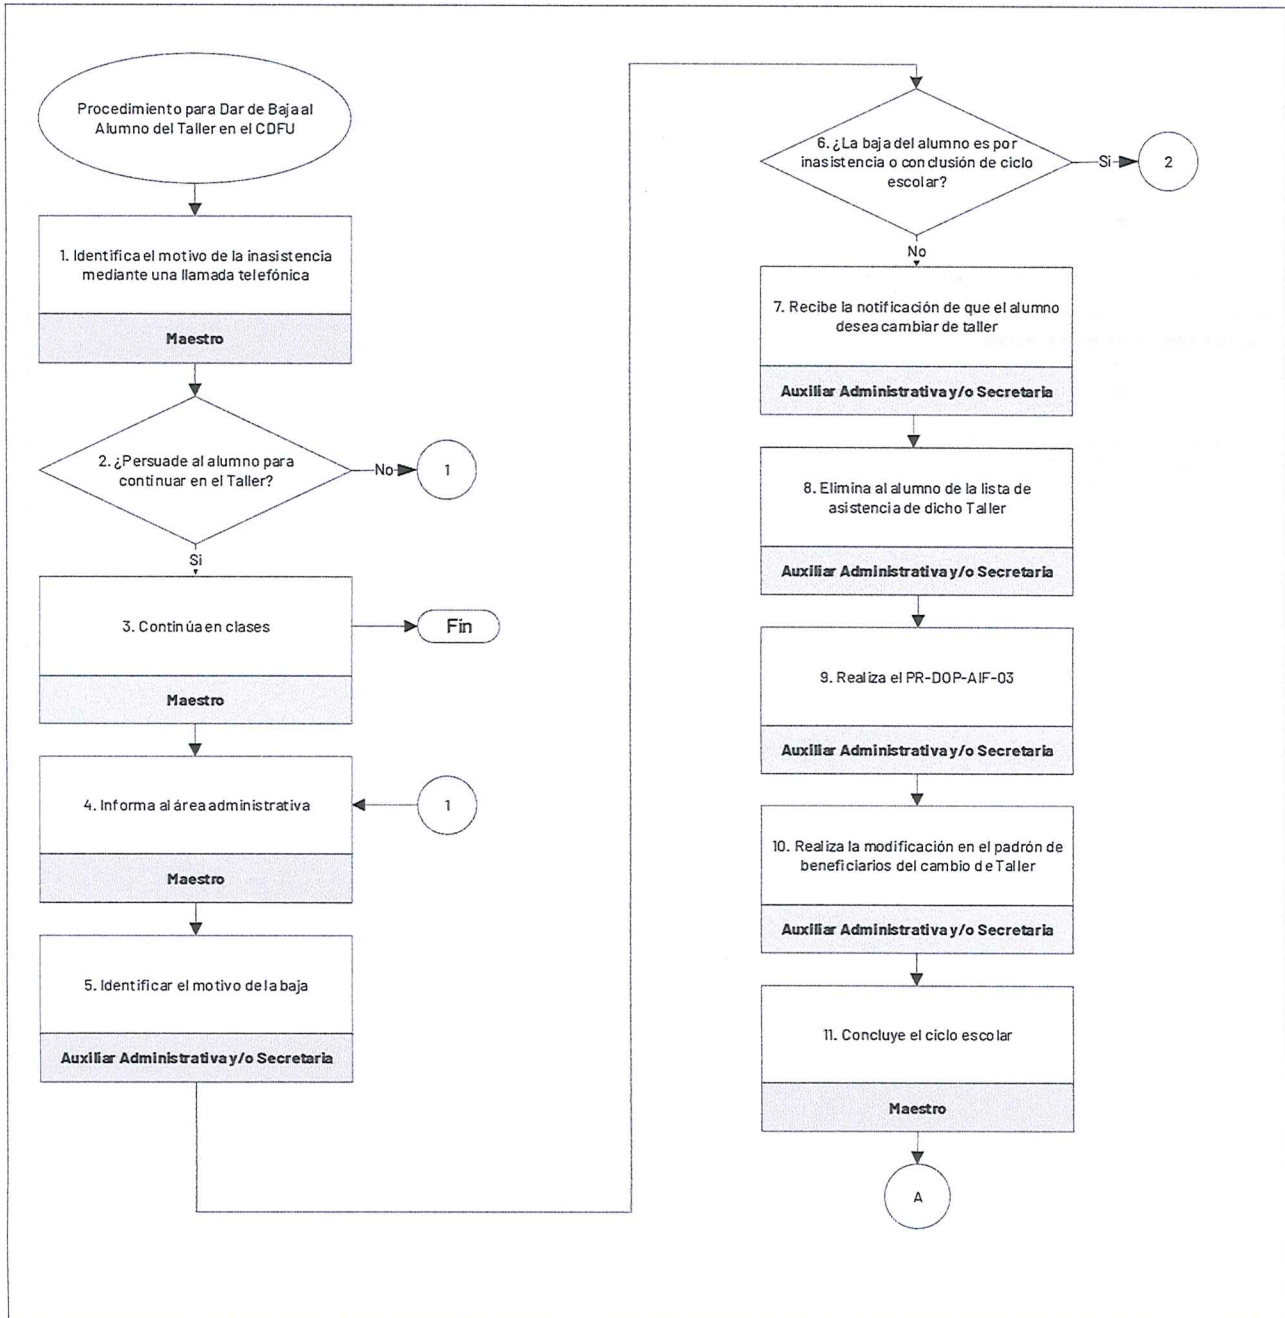 Procedimiento para Dar de Baja al
Alumno del Taller en el CDFU
1. Identifica el motivo de la inasistencia
mediante una llamada telefónica
Maestro
2. ¿Persuade al alumno para
continuar en el Taller?
No
1
Si
3. Continúa en clases
Fin
Maestro
4. Informa al área administrativa
1
Maestro
5. Identificar el motivo de la baja
Auxiliar Administrativa y/o Secretaria
6. ¿La baja del alumno es por
inasistencia o conclusión de ciclo
escolar?
Si
2
No
7. Recibe la notificación de que el alumno
desea cambiar de taller
Auxiliar Administrativa y/o Secretaria
8. Elimina al alumno de la lista de
asistencia de dicho Taller
Auxiliar Administrativa y/o Secretaria
9. Realiza el PR-DOP-AIF-03
Auxiliar Administrativa y/o Secretaria
10. Realiza la modificación en el padrón de
beneficiarios del cambio de Taller
Auxiliar Administrativa y/o Secretaria
11. Concluye el ciclo escolar
Maestro
A